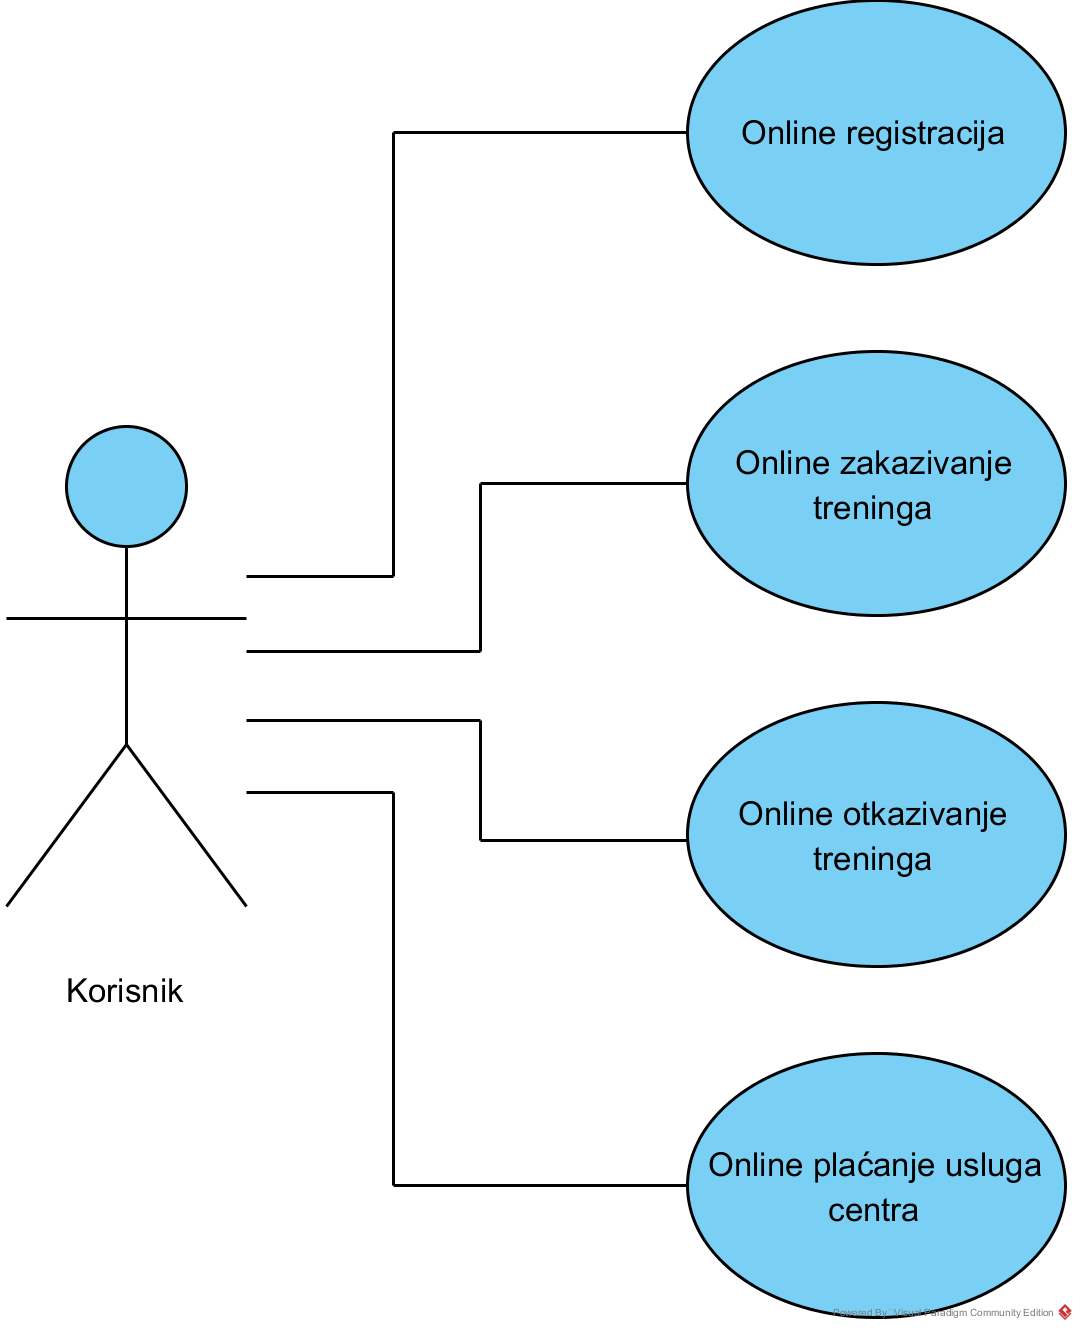 Online registracija
Online zakazivanje
treninga
Online otkazivanje
treninga
Korisnik
Online plaćanje usluga
centra
Powered By Visual Paradigm Community Edition